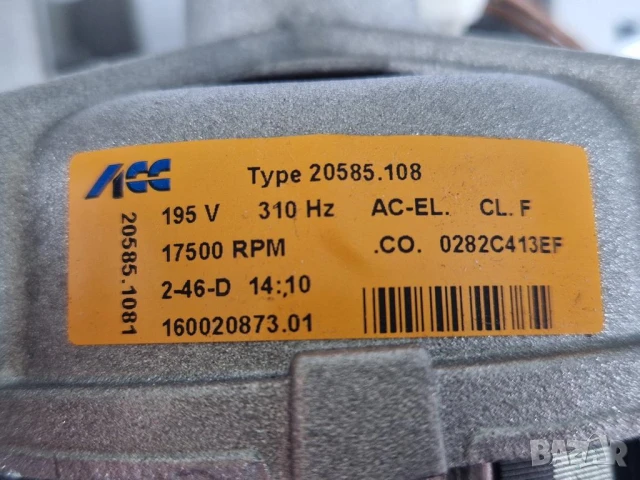 ACC
Type 20585.108
195 V 310 Hz AC-EL. CL. F
17500 RPM .CO. 0282C413EF
2-46-D 14:,10
160020873.01
20585.1081
BAZAR